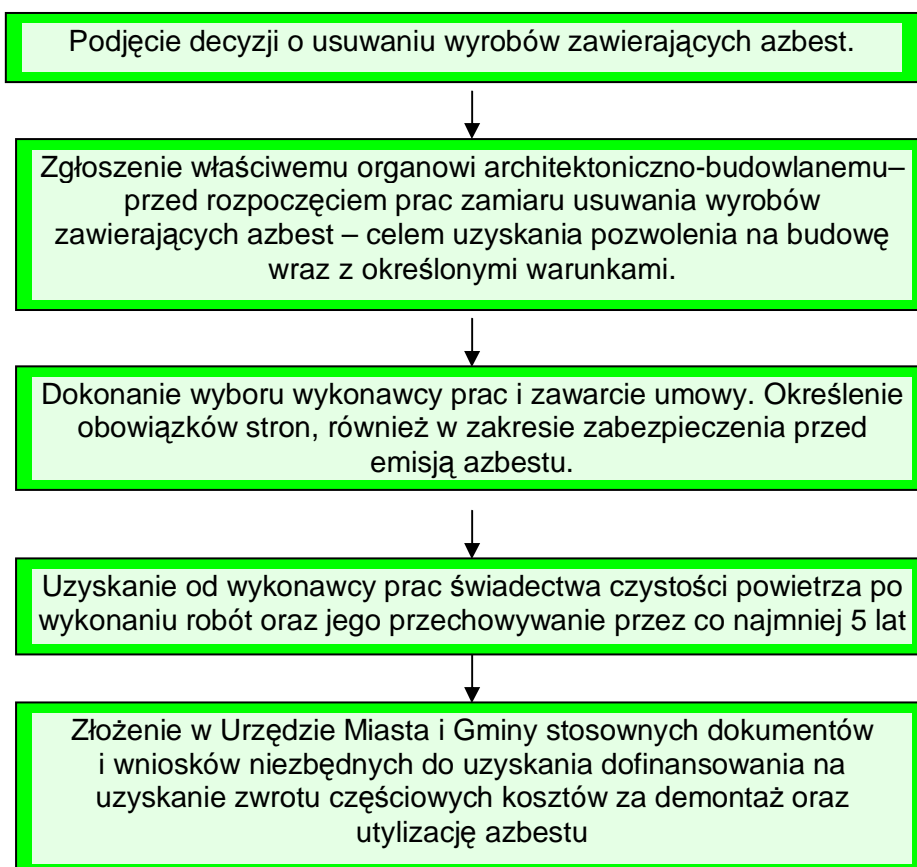 Podjęcie decyzji o usuwaniu wyrobów zawierających azbest.
Zgłoszenie właściwemu organowi architektoniczno-budowlanemu–
przed rozpoczęciem prac zamiaru usuwania wyrobów
zawierających azbest – celem uzyskania pozwolenia na budowę
wraz z określonymi warunkami.
Dokonanie wyboru wykonawcy prac i zawarcie umowy. Określenie
obowiązków stron, również w zakresie zabezpieczenia przed
emisją azbestu.
Uzyskanie od wykonawcy prac świadectwa czystości powietrza po
wykonaniu robót oraz jego przechowywanie przez co najmniej 5 lat
Złożenie w Urzędzie Miasta i Gminy stosownych dokumentów
i wniosków niezbędnych do uzyskania dofinansowania na
uzyskanie zwrotu częściowych kosztów za demontaż oraz
utylizację azbestu